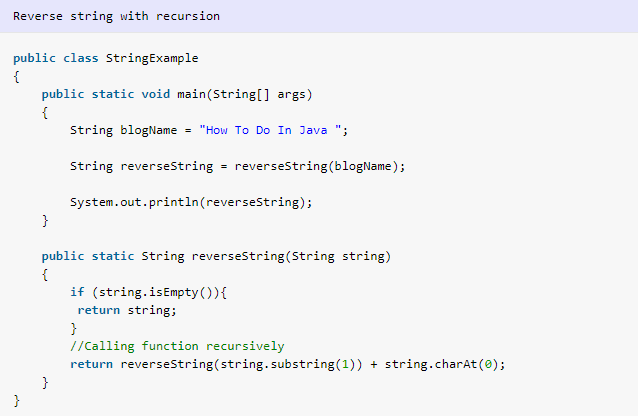 Reverse string with recursion
public class StringExample
{
    public static void main(String[] args)
    {
        String blogName = "How To Do In Java ";
        String reverseString = reverseString(blogName);
        System.out.println(reverseString);
    }
    public static String reverseString(String string)
    {
        if (string.isEmpty()){
         return string;
        }
        //Calling function recursively
        return reverseString(string.substring(1)) + string.charAt(0);
    }
}